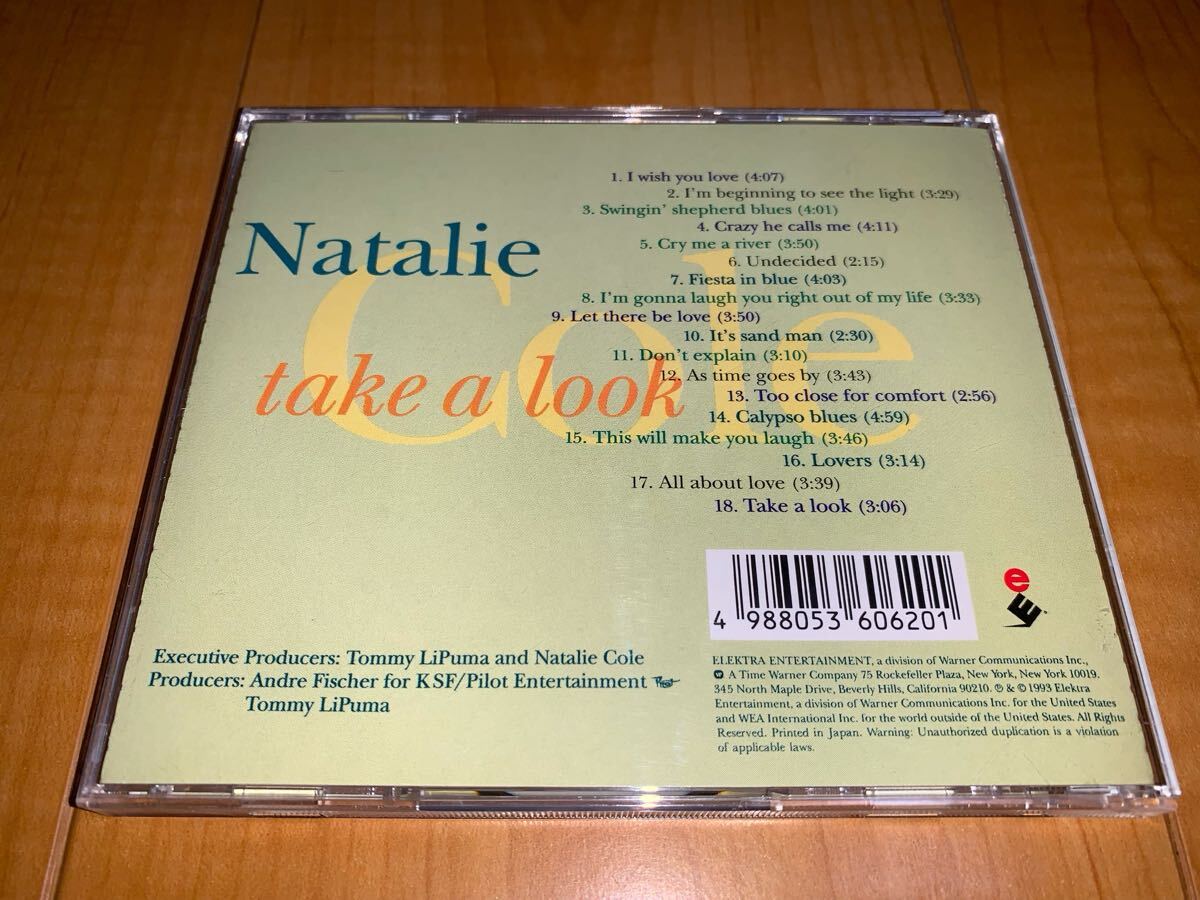 Natalie
Cole
take a look
1. I wish you love (4:07)
2. I'm beginning to see the light (3:29)
3. Swingin' shepherd blues (4:01)
4. Crazy he calls me (4:11)
5. Cry me a river (3:50)
6. Undecided (2:15)
7. Fiesta in blue (4:03)
8. I'm gonna laugh you right out of my life (3:33)
9. Let there be love (3:50)
10. It's sand man (2:30)
11. Don't explain (3:10)
12. As time goes by (3:43)
13. Too close for comfort (2:56)
14. Calypso blues (4:59)
15. This will make you laugh (3:46)
16. Lovers (3:14)
17. All about love (3:39)
18. Take a look (3:06)
4 988053 606201
e
Executive Producers: Tommy LiPuma and Natalie Cole
Producers: Andre Fischer for KSF/Pilot Entertainment
Tommy LiPuma
ELEKTRA ENTERTAINMENT, a division of Warner Communications Inc.,
A Time Warner Company 75 Rockefeller Plaza, New York, New York 10019.
345 North Maple Drive, Beverly Hills, California 90210. ℗ & © 1993 Elektra
Entertainment, a division of Warner Communications Inc. for the United States
and WEA International Inc. for the world outside of the United States. All Rights
Reserved. Printed in Japan. Warning: Unauthorized duplication is a violation
of applicable laws.